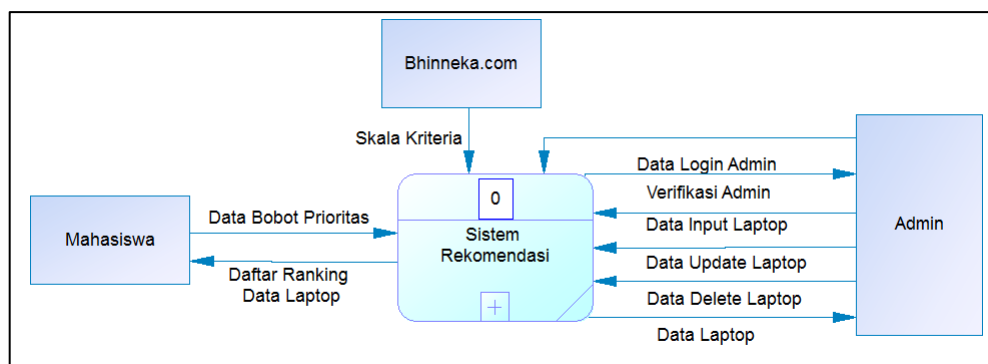 Bhinneka.com
Skala Kriteria
Data Login Admin
Verifikasi Admin
0
Data Bobot Prioritas
Data Input Laptop
Mahasiswa
Sistem
Rekomendasi
Admin
Daftar Ranking
Data Laptop
Data Update Laptop
Data Delete Laptop
Data Laptop